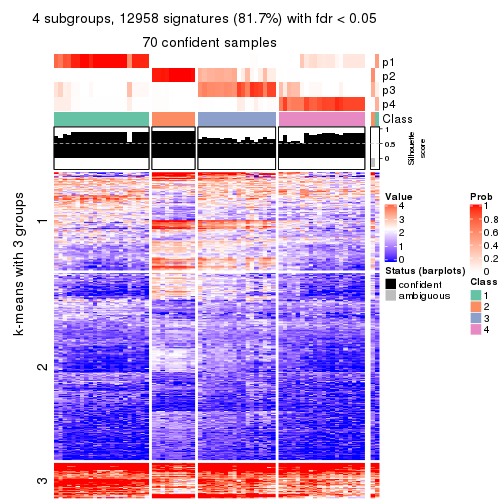 4 subgroups, 12958 signatures (81.7%) with fdr < 0.05
70 confident samples
p1
p2
p3
p4
Class
1
0.5
0
Silhouette
score
k-means with 3 groups
1
2
3
Value
4
3
2
1
0
Status (barplots)
confident
ambiguous
Prob
1
0.8
0.6
0.4
0.2
0
Class
1
2
3
4